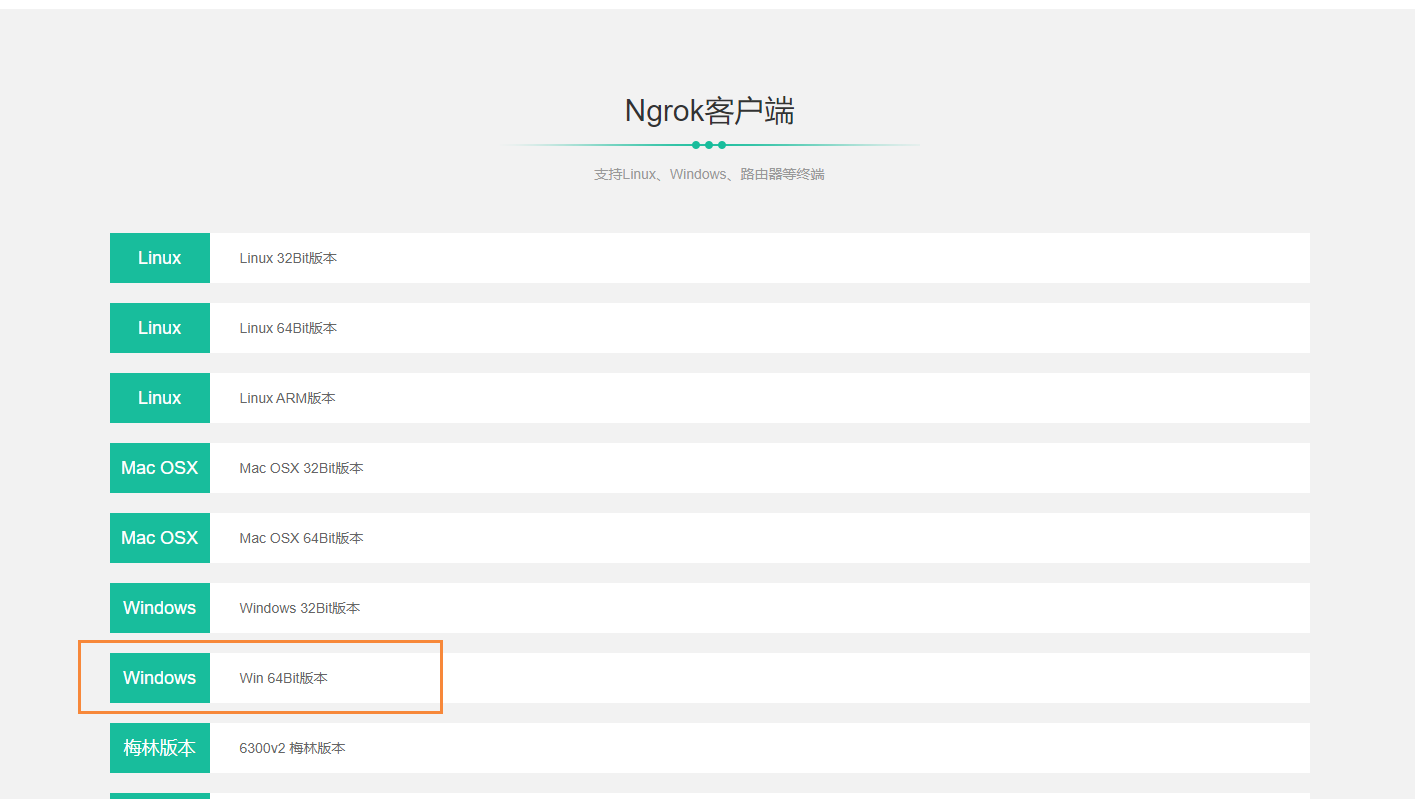 Ngrok客户端
支持Linux、Windows、路由器等终端
Linux Linux 32Bit版本
Linux Linux 64Bit版本
Linux Linux ARM版本
Mac OSX Mac OSX 32Bit版本
Mac OSX Mac OSX 64Bit版本
Windows Windows 32Bit版本
Windows Win 64Bit版本
梅林版本 6300v2 梅林版本